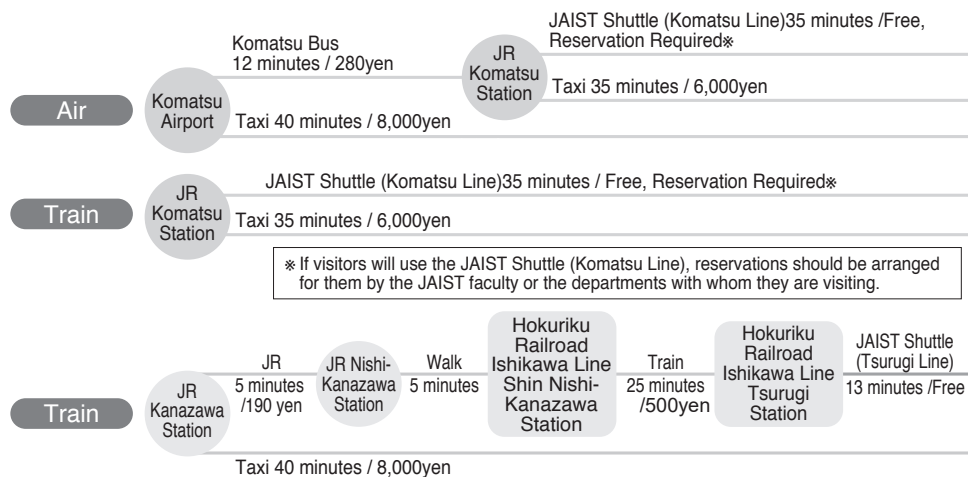 Air
Komatsu
Airport
Komatsu Bus
12 minutes / 280yen
JR
Komatsu
Station
JAIST Shuttle (Komatsu Line)35 minutes /Free,
Reservation Required※
Taxi 35 minutes / 6,000yen
Taxi 40 minutes / 8,000yen
Train
JR
Komatsu
Station
JAIST Shuttle (Komatsu Line)35 minutes / Free, Reservation Required※
Taxi 35 minutes / 6,000yen
※ If visitors will use the JAIST Shuttle (Komatsu Line), reservations should be arranged
for them by the JAIST faculty or the departments with whom they are visiting.
Train
JR
Kanazawa
Station
JR
5 minutes
/190 yen
JR Nishi-
Kanazawa
Station
Walk
5 minutes
Hokuriku
Railroad
Ishikawa Line
Shin Nishi-
Kanazawa
Station
Train
25 minutes
/500yen
Hokuriku
Railroad
Ishikawa Line
Tsurugi
Station
JAIST Shuttle
(Tsurugi Line)
13 minutes /Free
Taxi 40 minutes / 8,000yen